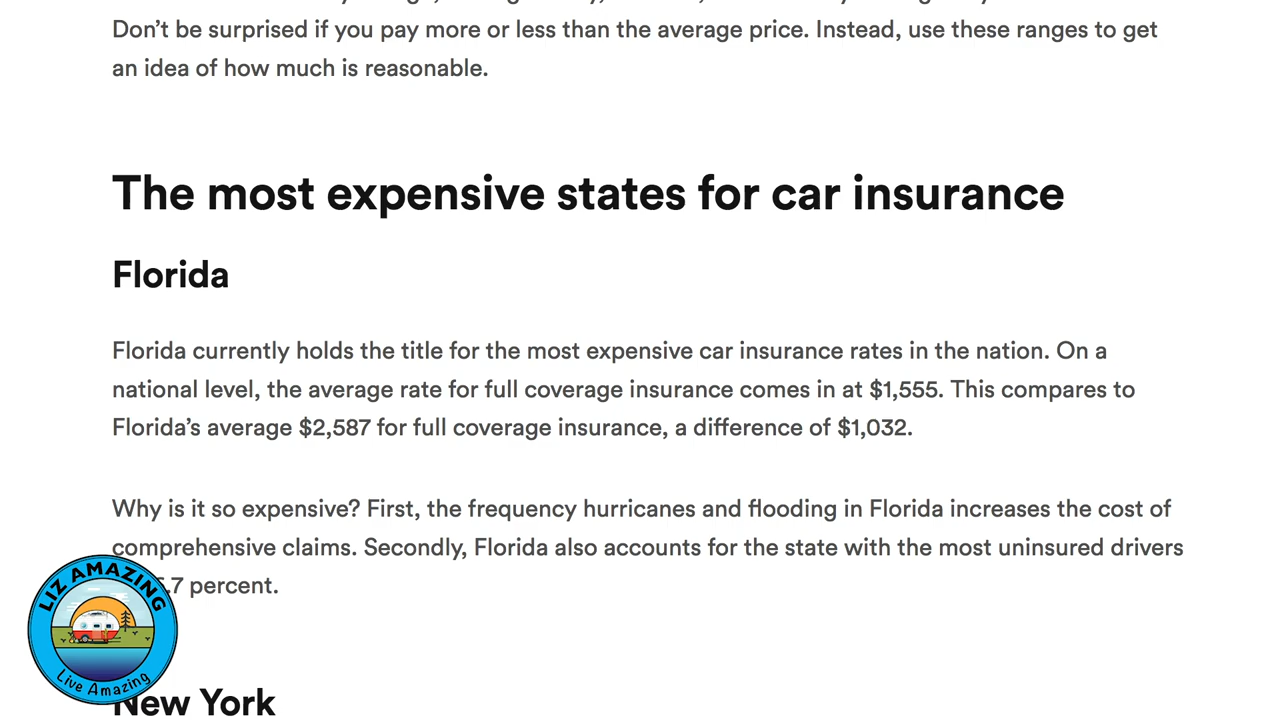 Don't be surprised if you pay more or less than the average price. Instead, use these ranges to get
an idea of how much is reasonable.
The most expensive states for car insurance
Florida
Florida currently holds the title for the most expensive car insurance rates in the nation. On a
national level, the average rate for full coverage insurance comes in at $1,555. This compares to
Florida's average $2,587 for full coverage insurance, a difference of $1,032.
Why is it so expensive? First, the frequency hurricanes and flooding in Florida increases the cost of
comprehensive claims. Secondly, Florida also accounts for the state with the most uninsured drivers
.7 percent.
LIZ AMAZING
Live Amazing
New York